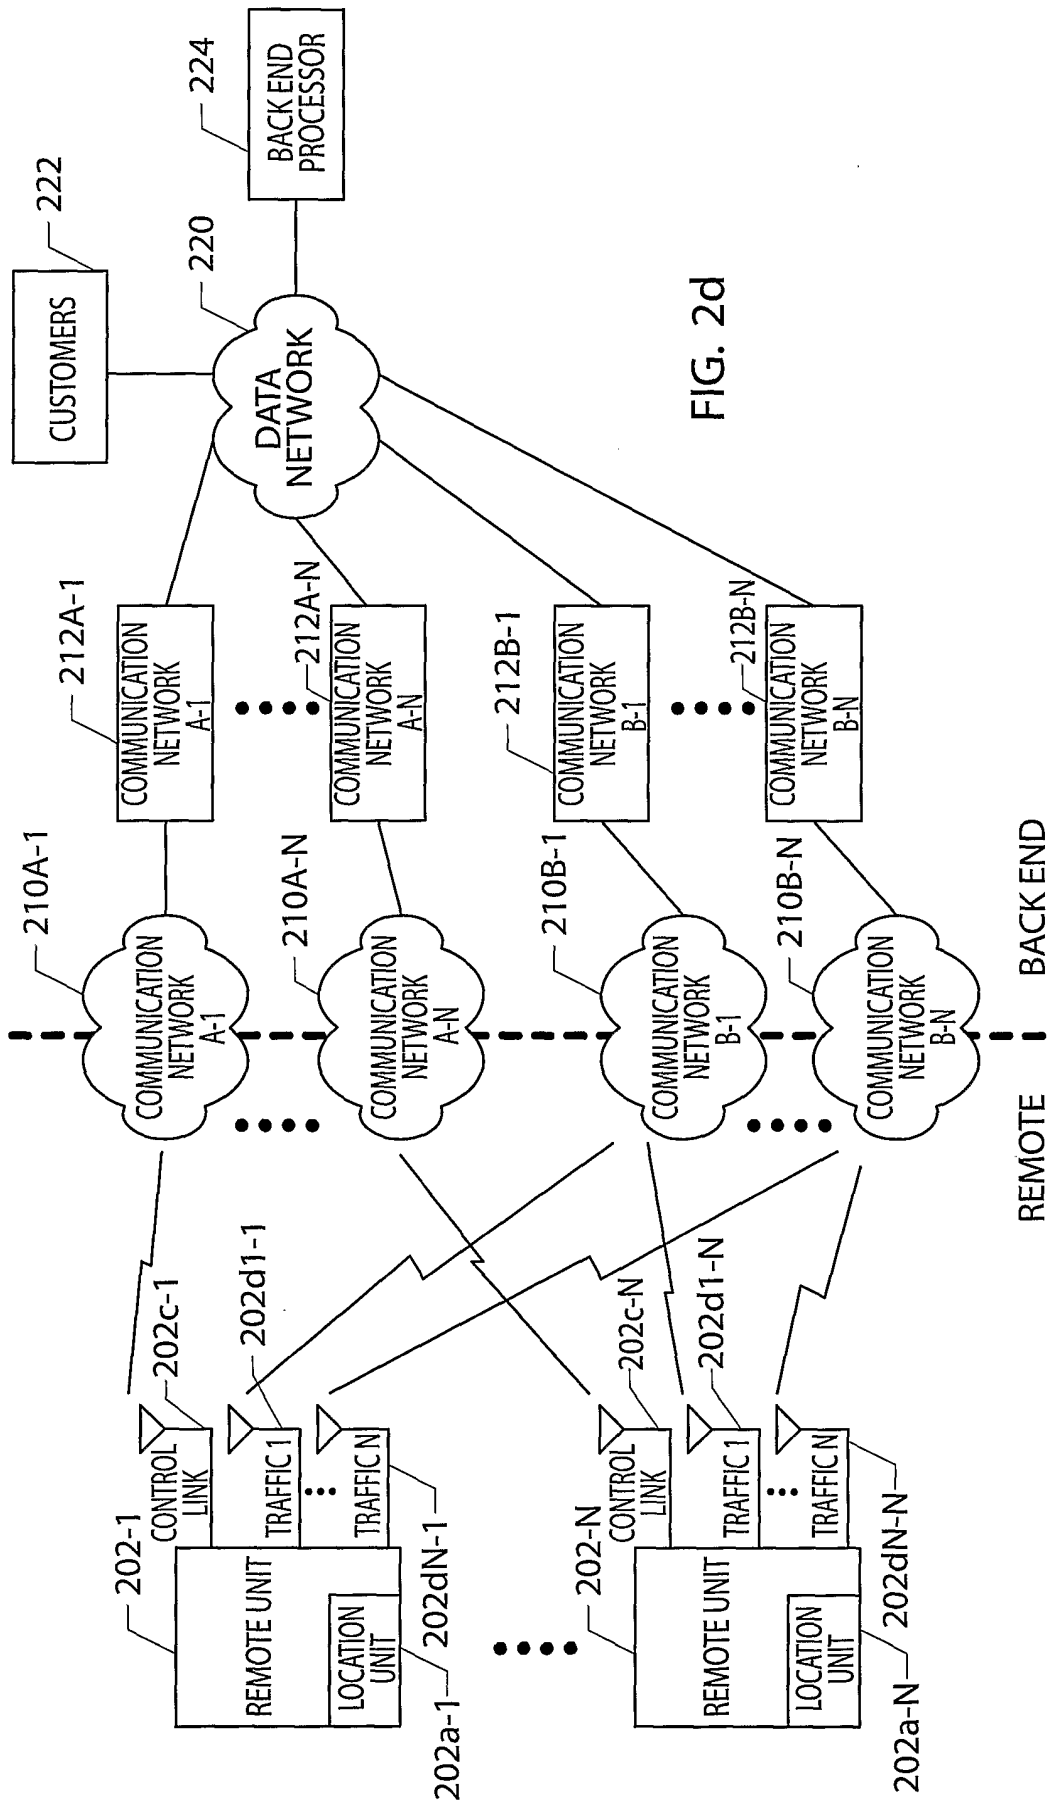 202-1
REMOTE UNIT
LOCATION
UNIT
202a-1
CONTROL
LINK
202c-1
TRAFFIC 1
202d1-1
TRAFFIC N
202dN-1
202-N
REMOTE UNIT
LOCATION
UNIT
202a-N
CONTROL
LINK
202c-N
TRAFFIC 1
202d1-N
TRAFFIC N
202dN-N
210A-1
COMMUNICATION
NETWORK
A-1
210A-N
COMMUNICATION
NETWORK
A-N
210B-1
COMMUNICATION
NETWORK
B-1
210B-N
COMMUNICATION
NETWORK
B-N
REMOTE
BACK END
212A-1
COMMUNICATION
NETWORK
A-1
212A-N
COMMUNICATION
NETWORK
A-N
212B-1
COMMUNICATION
NETWORK
B-1
212B-N
COMMUNICATION
NETWORK
B-N
CUSTOMERS
222
220
DATA
NETWORK
224
BACK END
PROCESSOR
FIG. 2d